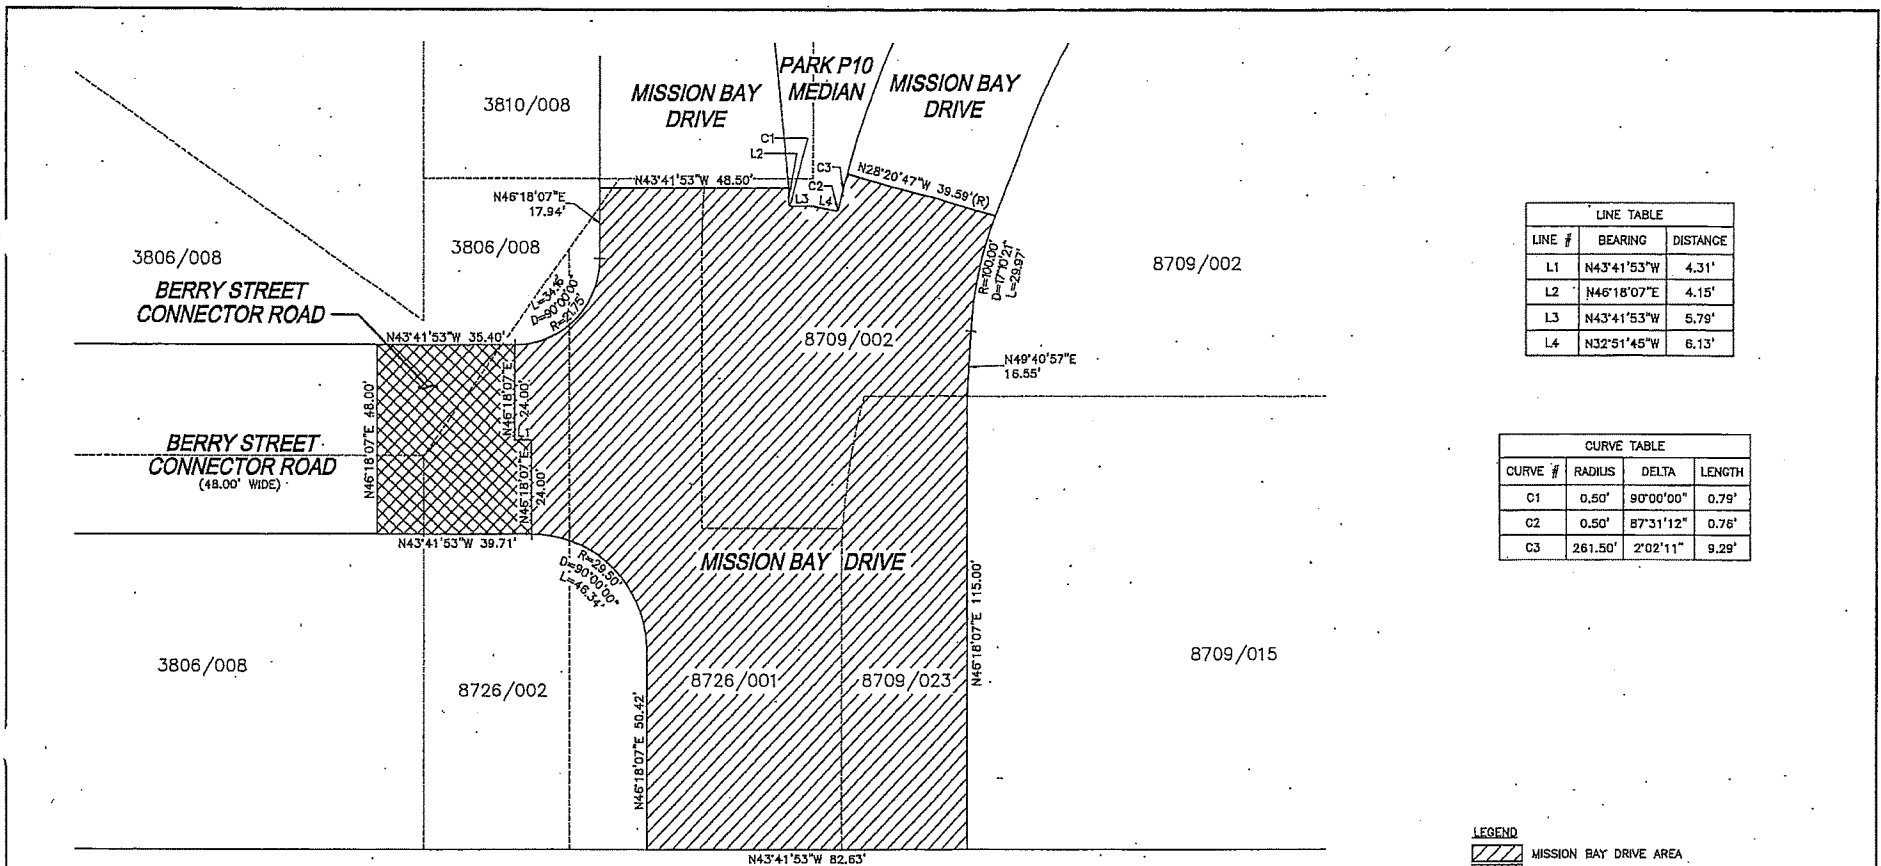 PARK P10
MEDIAN
MISSION BAY
DRIVE
MISSION BAY
DRIVE
3810/008
C1
L2
C3
C2
L3
L4
N43°41'53"W 48.50'
N28°20'47"W 39.59'(R)
N46°18'07"E
17.94'
3806/008
3806/008
8709/002
BERRY STREET
CONNECTOR ROAD
L=34.16'
D=90°00'00"
R=21.75'
R=100.00'
D=17°10'21"
L=29.97'
N43°41'53"W 35.40'
8709/002
N49°40'57"E
16.55'
N46°18'07"E 48.00'
N46°18'07"E
24.00'
L1
N46°18'07"E
24.00'
BERRY STREET
CONNECTOR ROAD
(48.00' WIDE)
N43°41'53"W 39.71'
R=29.50'
D=90°00'00"
L=46.34'
MISSION BAY DRIVE
N46°18'07"E 115.00'
3806/008
8726/002
8726/001
8709/023
8709/015
N46°18'07"E 50.42'
N43°41'53"W 82.63'
LINE TABLE
LINE # BEARING DISTANCE
L1 N43°41'53"W 4.31'
L2 N46°18'07"E 4.15'
L3 N43°41'53"W 5.79'
L4 N32°51'45"W 6.13'
CURVE TABLE
CURVE # RADIUS DELTA LENGTH
C1 0.50' 90°00'00" 0.79'
C2 0.50' 87°31'12" 0.76'
C3 261.50' 2°02'11" 9.29'
LEGEND
MISSION BAY DRIVE AREA